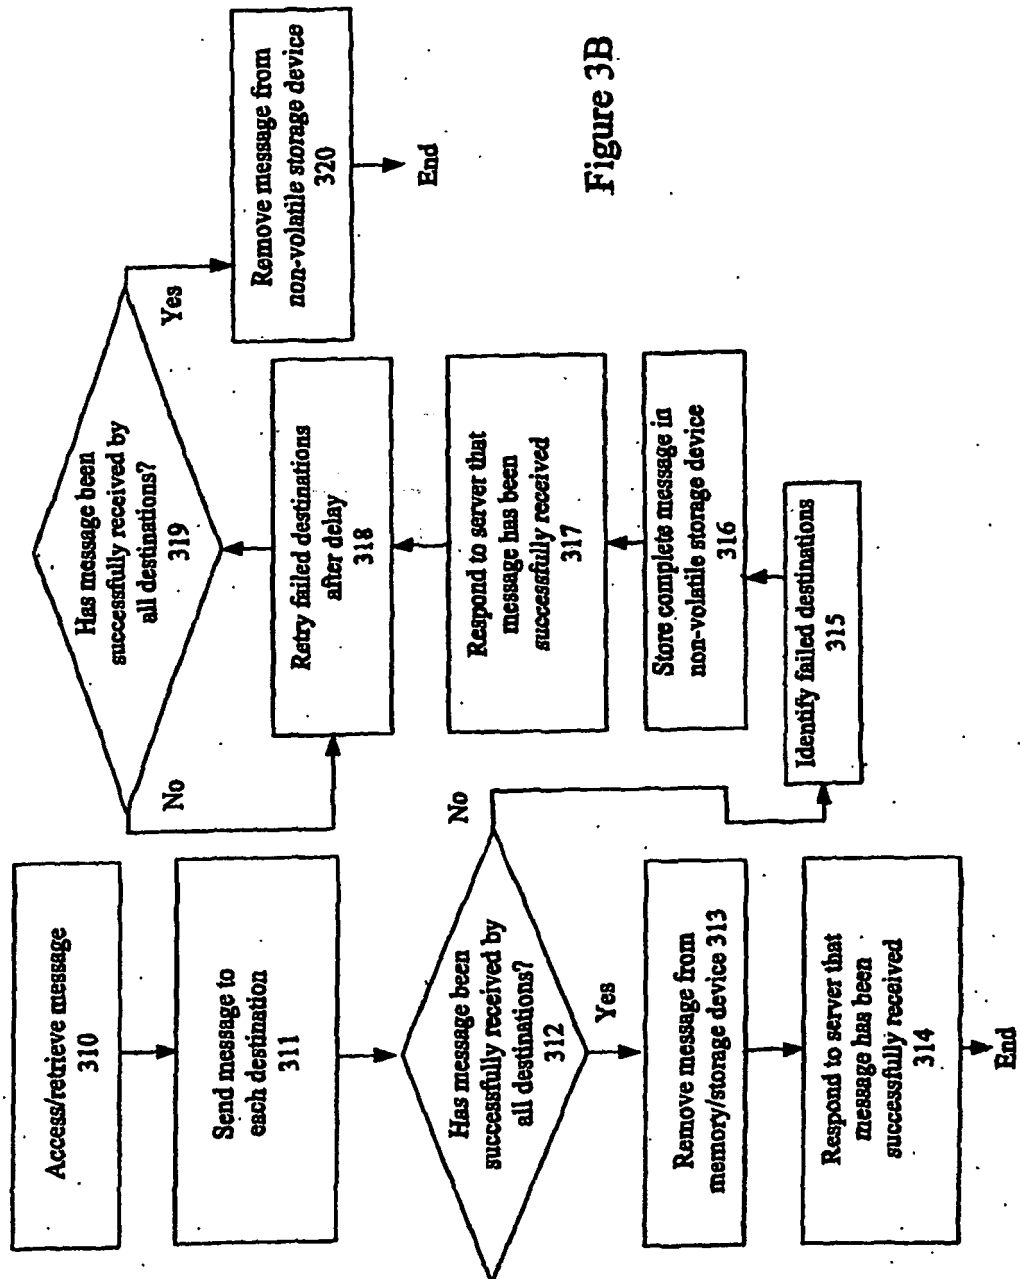 Access/retrieve message
310
Send message to
each destination
311
Has message been
successfully received by
all destinations?
312
No
Yes
Remove message from
memory/storage device 313
Respond to server that
message has been
successfully received
314
End
Identify failed destinations
315
Store complete message in
non-volatile storage device
316
Respond to server that
message has been
successfully received
317
Retry failed destinations
after delay
318
Has message been
successfully received by
all destinations?
319
No
Yes
Remove message from
non-volatile storage device
320
End
Figure 3B